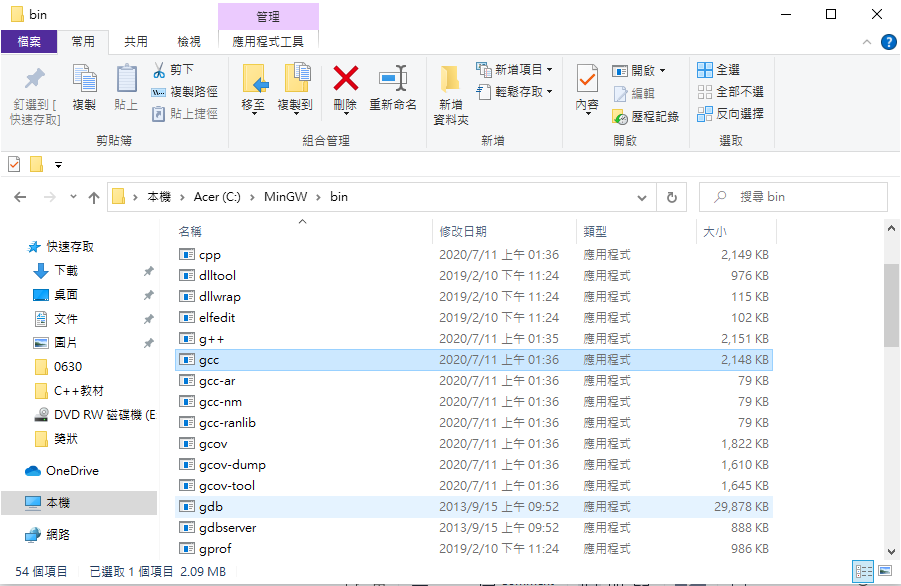 bin
管理
檔案 常用 共用 檢視 應用程式工具
釘選到 [快速存取]
複製
貼上
剪下
複製路徑
貼上捷徑
剪貼簿
移至
複製到
刪除
重新命名
組合管理
新增資料夾
新增項目
輕鬆存取
新增
內容
開啟
編輯
歷程記錄
開啟
全選
全部不選
反向選擇
選取
本機 Acer (C:) MinGW bin
搜尋 bin
快速存取
下載
桌面
文件
圖片
0630
C++教材
DVD RW 磁碟機 (E
獎狀
OneDrive
本機
網路
名稱 修改日期 類型 大小
cpp 2020/7/11 上午 01:36 應用程式 2,149 KB
dlltool 2019/2/10 下午 11:24 應用程式 976 KB
dllwrap 2019/2/10 下午 11:24 應用程式 115 KB
elfedit 2019/2/10 下午 11:24 應用程式 102 KB
g++ 2020/7/11 上午 01:35 應用程式 2,151 KB
gcc 2020/7/11 上午 01:36 應用程式 2,148 KB
gcc-ar 2020/7/11 上午 01:36 應用程式 79 KB
gcc-nm 2020/7/11 上午 01:36 應用程式 79 KB
gcc-ranlib 2020/7/11 上午 01:36 應用程式 79 KB
gcov 2020/7/11 上午 01:36 應用程式 1,822 KB
gcov-dump 2020/7/11 上午 01:36 應用程式 1,610 KB
gcov-tool 2020/7/11 上午 01:36 應用程式 1,645 KB
gdb 2013/9/15 上午 09:52 應用程式 29,878 KB
gdbserver 2013/9/15 上午 09:52 應用程式 888 KB
gprof 2019/2/10 下午 11:24 應用程式 986 KB
54 個項目 已選取 1 個項目 2.09 MB